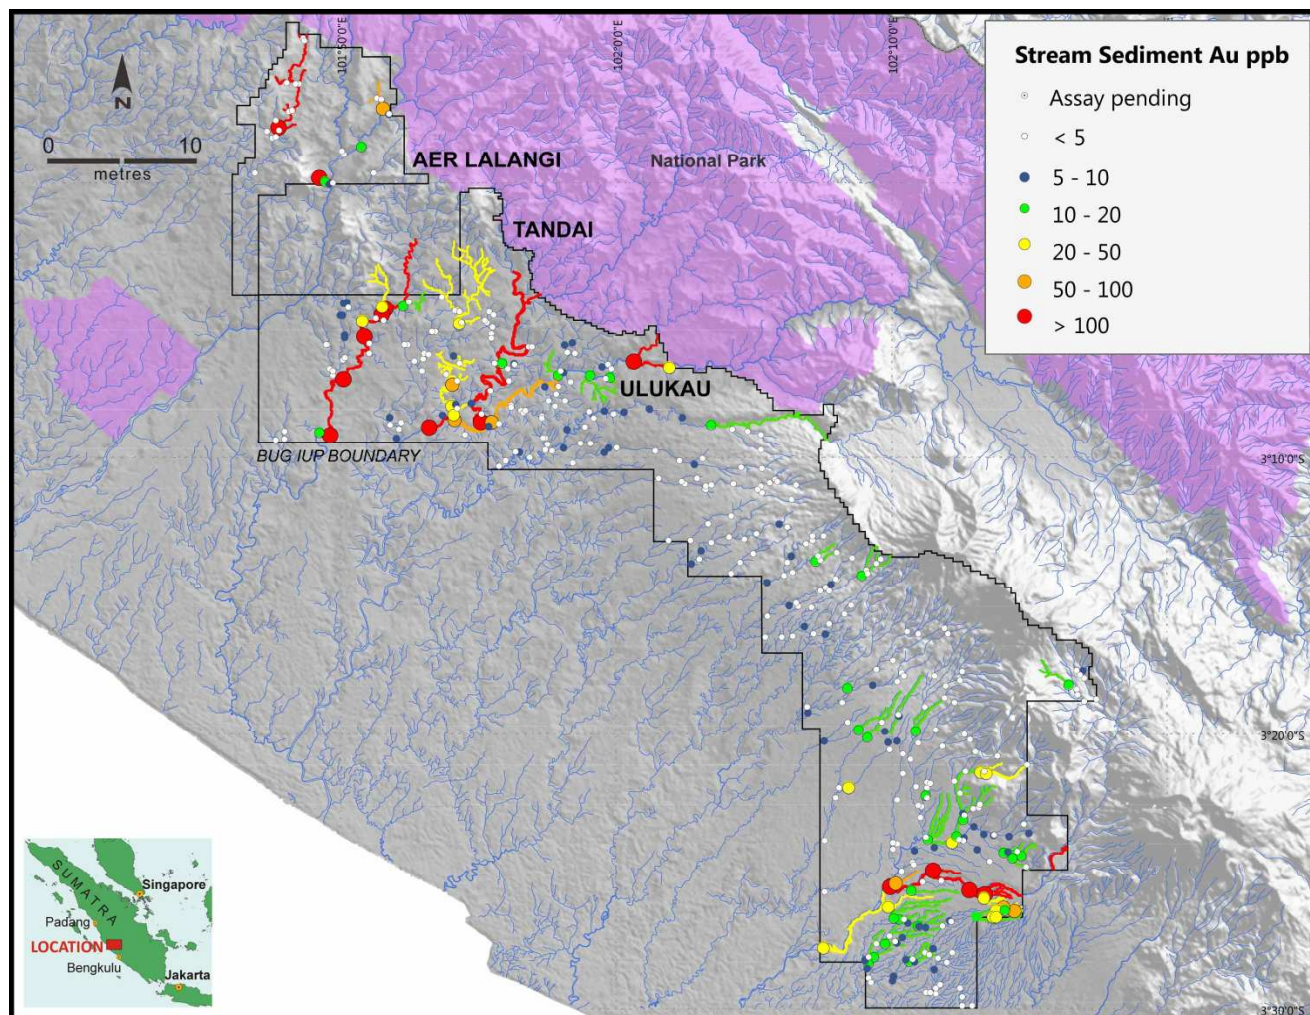 Stream Sediment Au ppb
Assay pending
< 5
5 - 10
10 - 20
20 - 50
50 - 100
> 100
101°50'0"E
102°0'0"E
102°10'0"E
N
0 10
metres
AER LALANGI
National Park
TANDAI
ULUKAU
BUG IUP BOUNDARY
3°10'0"S
3°20'0"S
3°30'0"S
SUMATRA
Singapore
Padang
LOCATION
Bengkulu
Jakarta